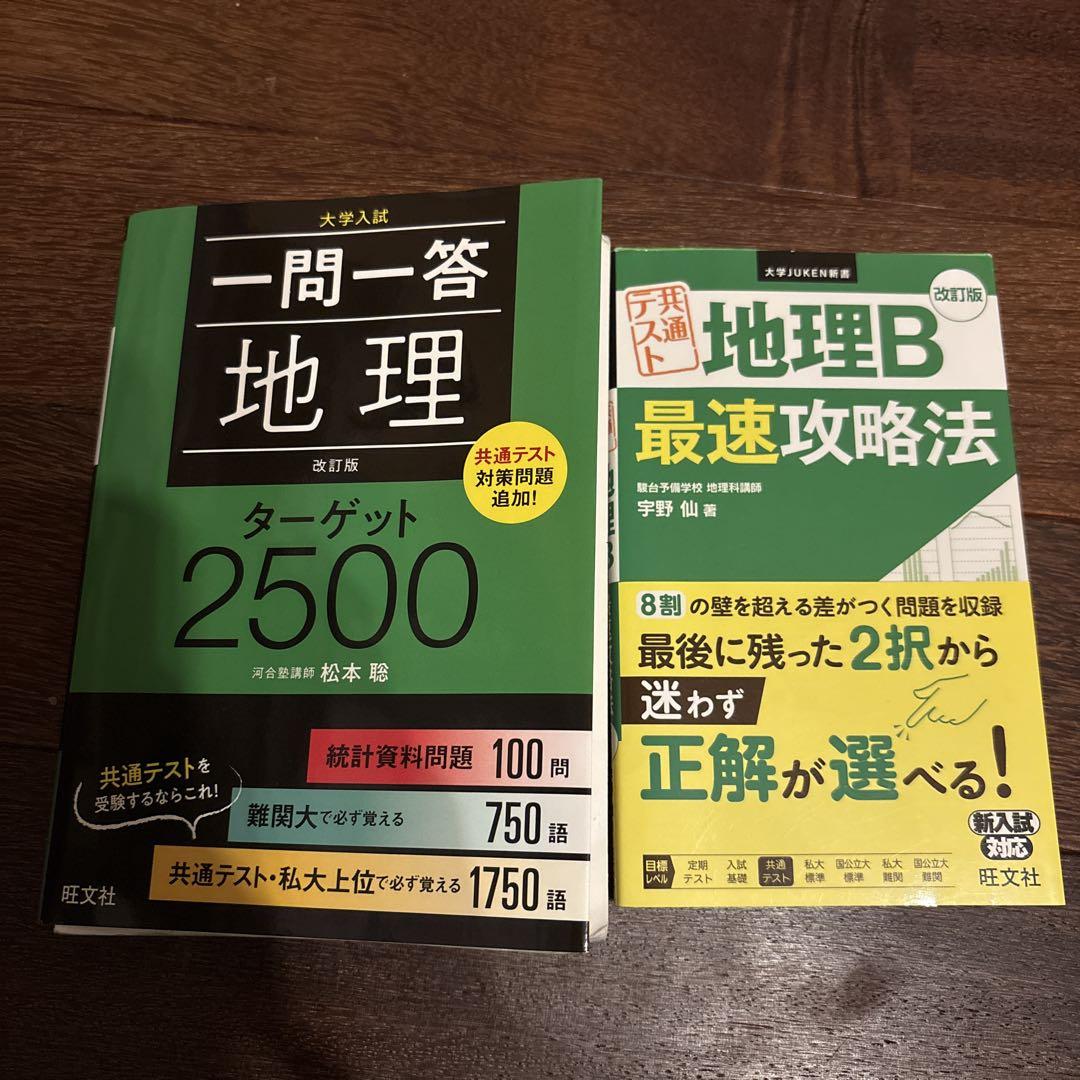 大学入試
一問一答
地理
改訂版
共通テスト
対策問題
追加!
ターゲット
2500
河合塾講師 松本 聡
統計資料問題 100問
共通テストを
受験するならこれ!
難関大で必ず覚える 750語
共通テスト・私大上位で必ず覚える 1750語
旺文社
大学JUKEN新書
共通
テスト
地理B
改訂版
最速攻略法
駿台予備学校 地理科講師
宇野 仙 著
8割の壁を超える差がつく問題を収録
最後に残った2択から
迷わず
正解が選べる!
新入試
対応
目標
レベル
定期
テスト
入試
基礎
共通
テスト
私大
標準
国公立大
標準
私大
難関
国公立大
難関
旺文社